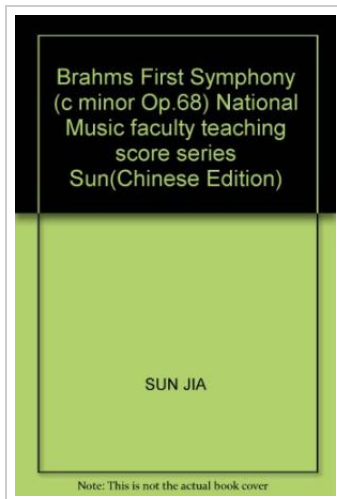 Brahms First Symphony
(c minor Op.68) National
Music faculty teaching
score series
Sun(Chinese Edition)
SUN JIA
Note: This is not the actual book cover